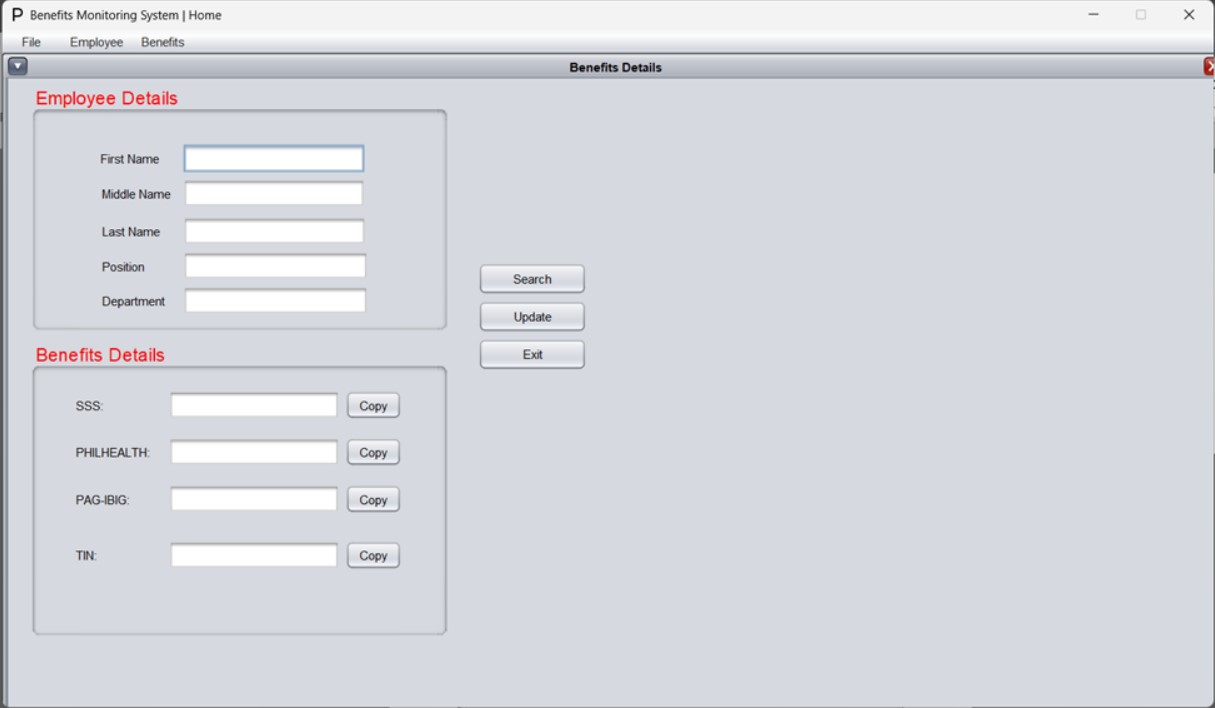 P Benefits Monitoring System | Home
File Employee Benefits
Benefits Details
Employee Details
First Name
Middle Name
Last Name
Position
Department
Search
Update
Exit
Benefits Details
SSS: Copy
PHILHEALTH: Copy
PAG-IBIG: Copy
TIN: Copy